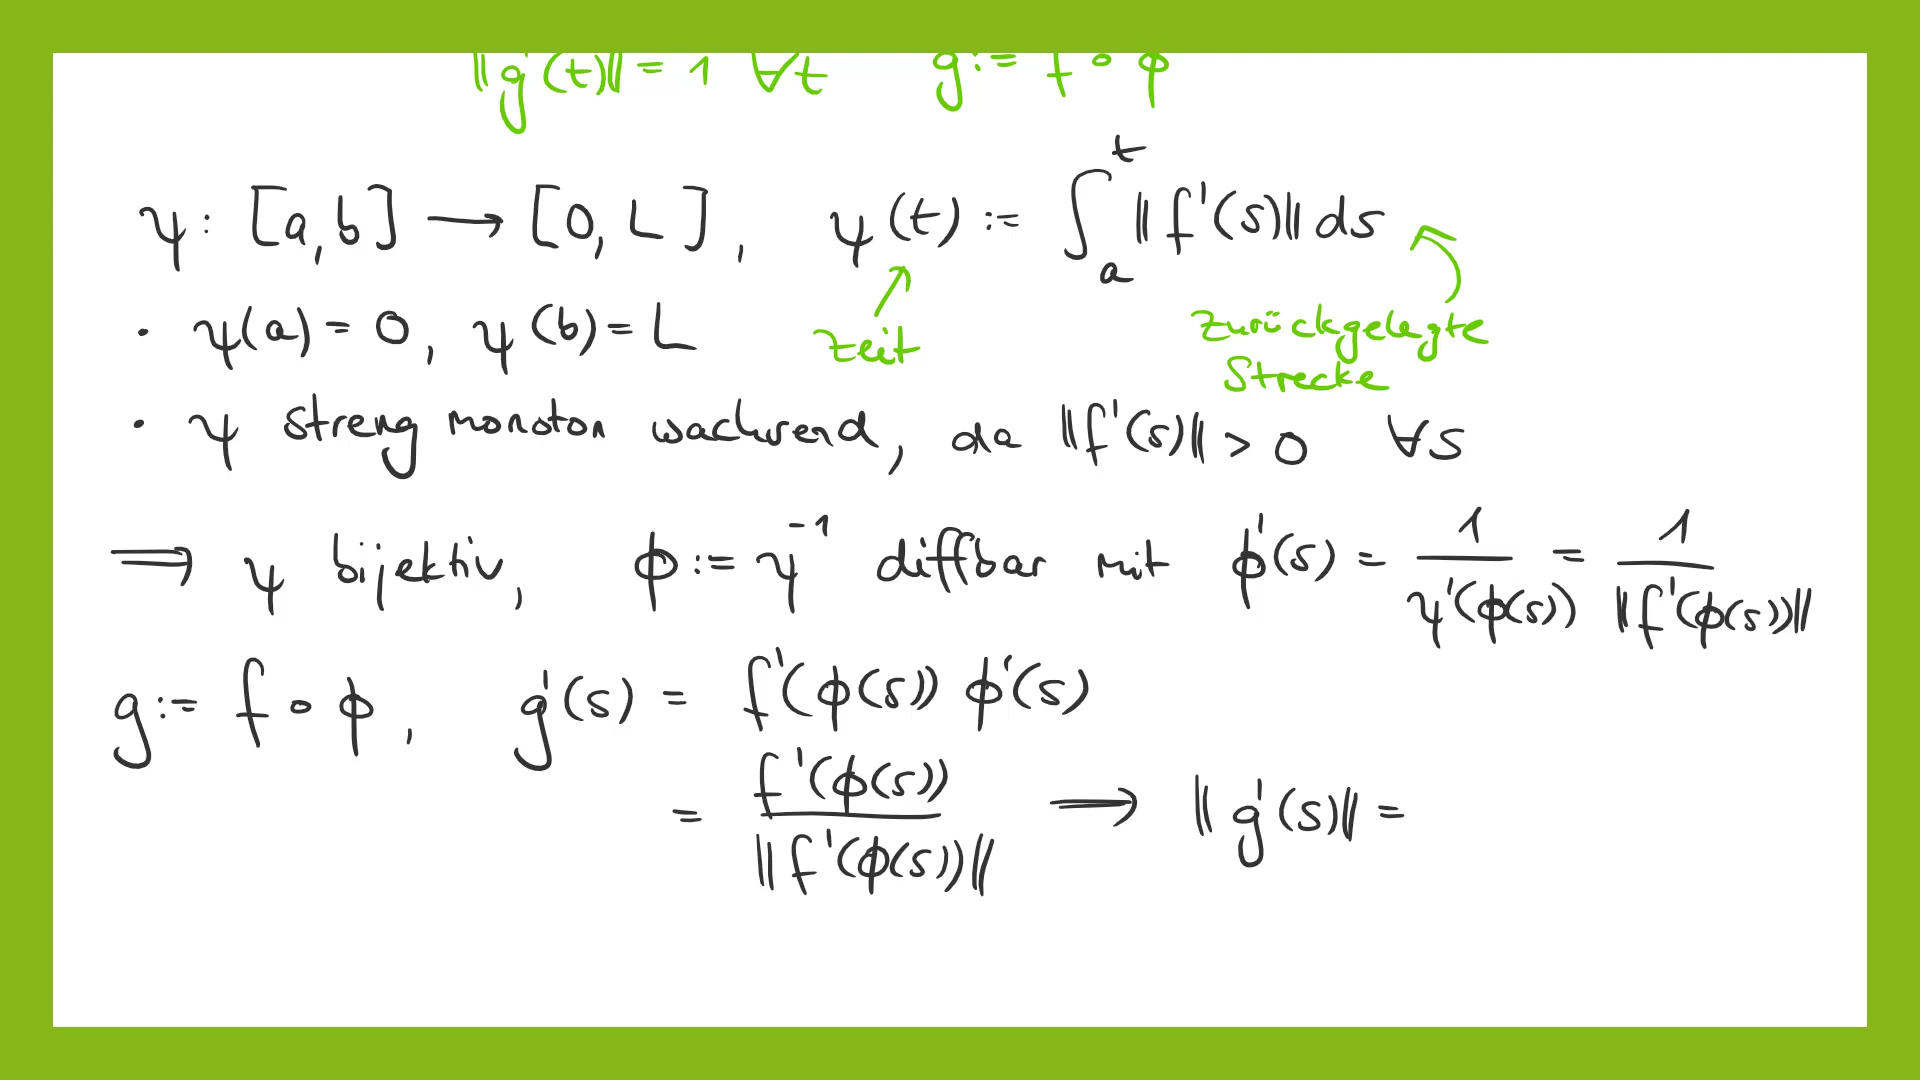 ‖g'(t)‖ = 1 ∀t g := f ∘ ϕ
ψ: [a,b] ⟶ [0, L], ψ(t) := ∫ₐᵗ ‖f'(s)‖ ds
Zeit
Zurückgelegte
Strecke
· ψ(a) = 0, ψ(b) = L
· ψ streng monoton wachsend, da ‖f'(s)‖ > 0 ∀s
⟹ ψ bijektiv, ϕ := ψ⁻¹ diffbar mit ϕ'(s) = 1/ψ'(ϕ(s)) = 1/‖f'(ϕ(s))‖
g := f ∘ ϕ, g'(s) = f'(ϕ(s)) ϕ'(s)
= f'(ϕ(s))/‖f'(ϕ(s))‖ ⟶ ‖g'(s)‖ =